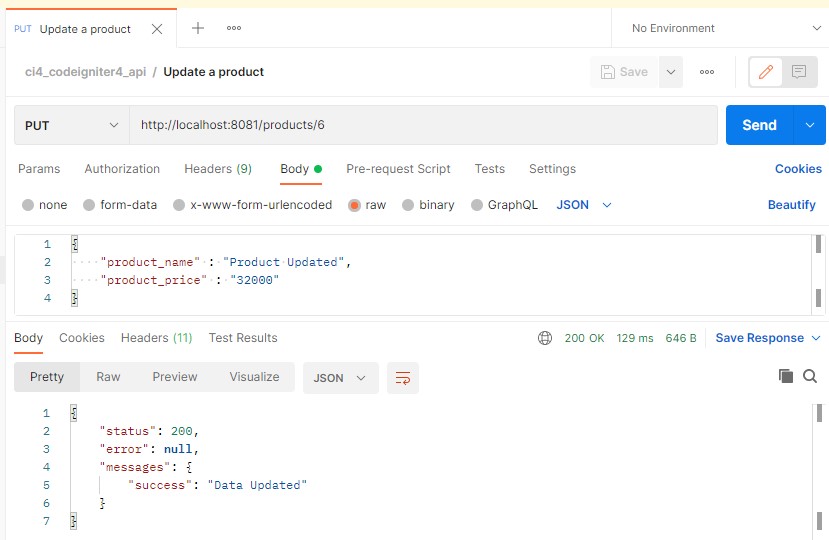 PUT Update a product No Environment
ci4_codeigniter4_api / Update a product Save
PUT http://localhost:8081/products/6 Send
Params Authorization Headers (9) Body Pre-request Script Tests Settings Cookies
none form-data x-www-form-urlencoded raw binary GraphQL JSON Beautify
1 {
2 "product_name" : "Product Updated",
3 "product_price" : "32000"
4 }
Body Cookies Headers (11) Test Results 200 OK 129 ms 646 B Save Response
Pretty Raw Preview Visualize JSON
1 {
2 "status": 200,
3 "error": null,
4 "messages": {
5 "success": "Data Updated"
6 }
7 }